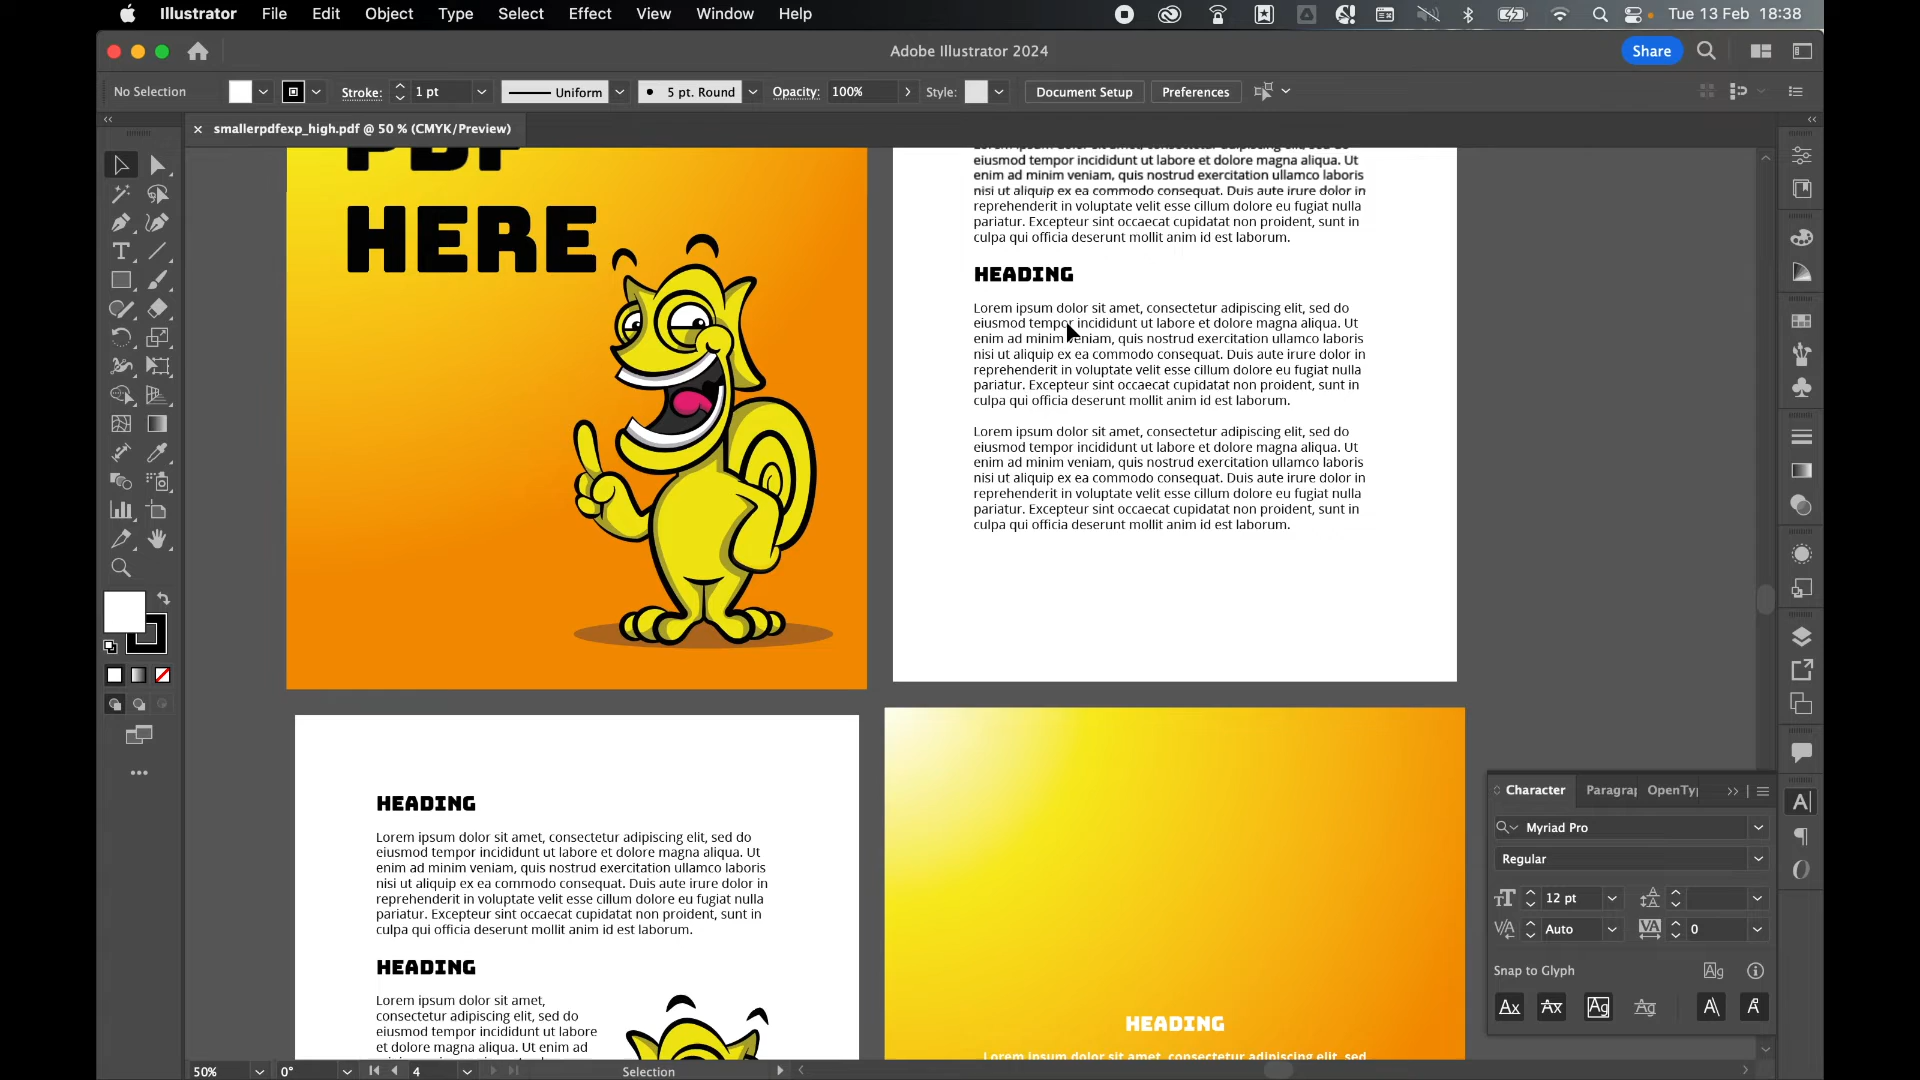 Illustrator File Edit Object Type Select Effect View Window Help
Tue 13 Feb 18:38
Adobe Illustrator 2024
Share
No Selection
Stroke: 1 pt
Uniform
5 pt. Round
Opacity: 100%
Style:
Document Setup
Preferences
smallerpdfexp_high.pdf @ 50 % (CMYK/Preview)
PDF
HERE
eiusmod tempor incididunt ut labore et dolore magna aliqua. Ut
enim ad minim veniam, quis nostrud exercitation ullamco laboris
nisi ut aliquip ex ea commodo consequat. Duis aute irure dolor in
reprehenderit in voluptate velit esse cillum dolore eu fugiat nulla
pariatur. Excepteur sint occaecat cupidatat non proident, sunt in
culpa qui officia deserunt mollit anim id est laborum.
HEADING
Lorem ipsum dolor sit amet, consectetur adipiscing elit, sed do
eiusmod tempor incididunt ut labore et dolore magna aliqua. Ut
enim ad minim veniam, quis nostrud exercitation ullamco laboris
nisi ut aliquip ex ea commodo consequat. Duis aute irure dolor in
reprehenderit in voluptate velit esse cillum dolore eu fugiat nulla
pariatur. Excepteur sint occaecat cupidatat non proident, sunt in
culpa qui officia deserunt mollit anim id est laborum.
Lorem ipsum dolor sit amet, consectetur adipiscing elit, sed do
eiusmod tempor incididunt ut labore et dolore magna aliqua. Ut
enim ad minim veniam, quis nostrud exercitation ullamco laboris
nisi ut aliquip ex ea commodo consequat. Duis aute irure dolor in
reprehenderit in voluptate velit esse cillum dolore eu fugiat nulla
pariatur. Excepteur sint occaecat cupidatat non proident, sunt in
culpa qui officia deserunt mollit anim id est laborum.
HEADING
Lorem ipsum dolor sit amet, consectetur adipiscing elit, sed do
eiusmod tempor incididunt ut labore et dolore magna aliqua. Ut
enim ad minim veniam, quis nostrud exercitation ullamco laboris
nisi ut aliquip ex ea commodo consequat. Duis aute irure dolor in
reprehenderit in voluptate velit esse cillum dolore eu fugiat nulla
pariatur. Excepteur sint occaecat cupidatat non proident, sunt in
culpa qui officia deserunt mollit anim id est laborum.
HEADING
Lorem ipsum dolor sit amet,
consectetur adipiscing elit, sed do
eiusmod tempor incididunt ut labore
et dolore magna aliqua. Ut enim ad
HEADING
Lorem ipsum dolor sit amet, consectetur adipiscing elit, sed
Character Paragrap OpenTy
Myriad Pro
Regular
12 pt
Auto
0
Snap to Glyph
50%
0°
4
Selection